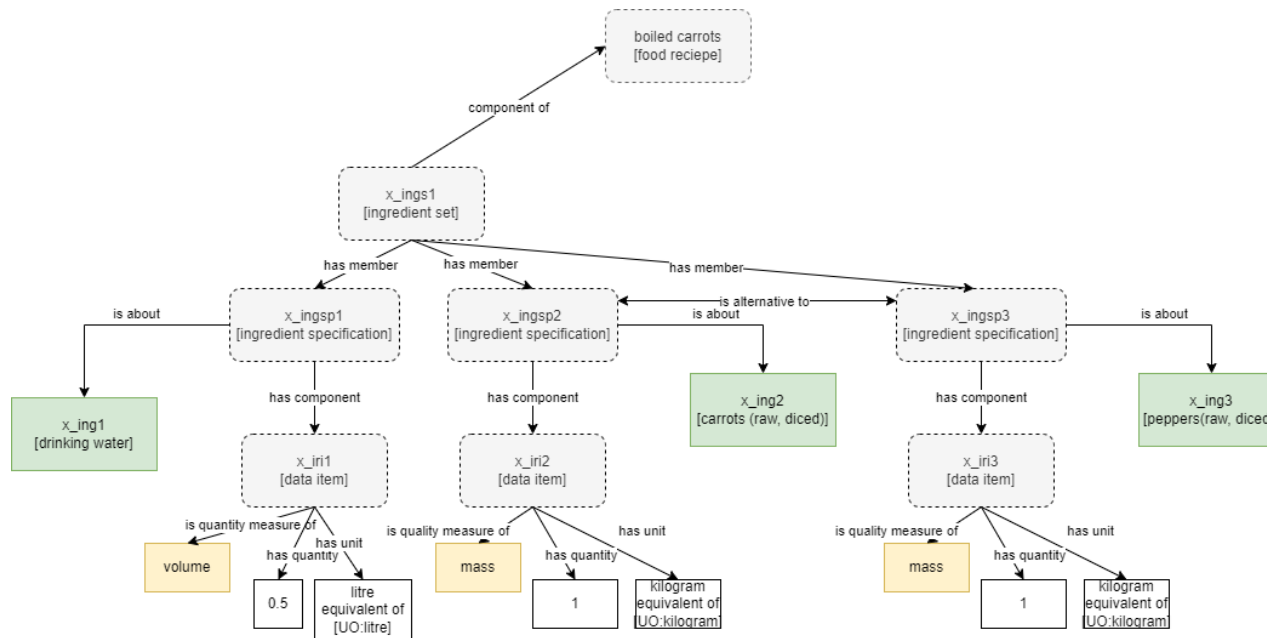 boiled carrots
[food reciepe]
component of
x_ings1
[ingredient set]
has member
has member
has member
x_ingsp1
[ingredient specification]
x_ingsp2
[ingredient specification]
is alternative to
x_ingsp3
[ingredient specification]
is about
is about
is about
x_ing1
[drinking water]
has component
has component
x_ing2
[carrots (raw, diced)]
has component
x_ing3
[peppers(raw, diced
x_iri1
[data item]
x_iri2
[data item]
x_iri3
[data item]
is quantity measure of
has quantity
has unit
is quality measure of
has quantity
has unit
is quality measure of
has quantity
has unit
volume
0.5
litre
equivalent of
[UO:litre]
mass
1
kilogram
equivalent of
[UO:kilogram]
mass
1
kilogram
equivalent of
[UO:kilogram]